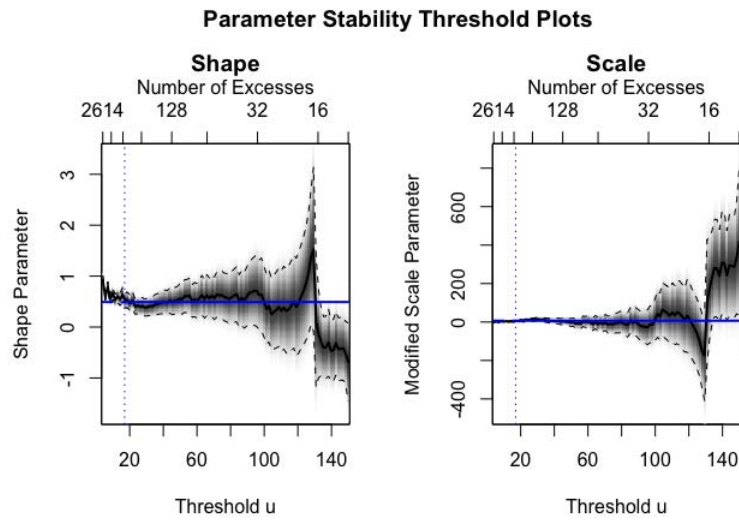 Parameter Stability Threshold Plots
Shape
Number of Excesses
2614 128 32 16
3
2
1
0
-1
Shape Parameter
20 60 100 140
Threshold u
Scale
Number of Excesses
2614 128 32 16
600
200
0
-400
Modified Scale Parameter
20 60 100 140
Threshold u